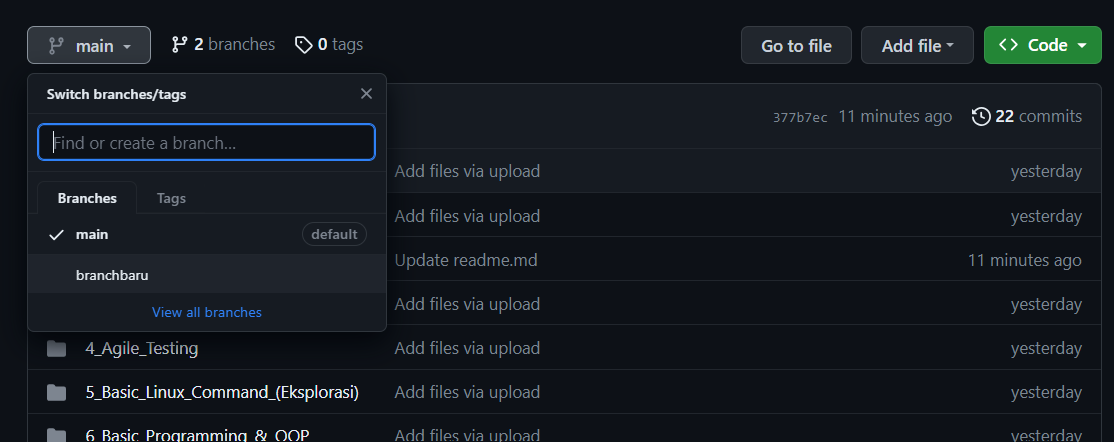 main
2 branches
0 tags
Go to file
Add file
Code
Switch branches/tags
Find or create a branch...
Branches
Tags
main
default
branchbaru
View all branches
377b7ec 11 minutes ago 22 commits
Add files via upload yesterday
Add files via upload yesterday
Update readme.md 11 minutes ago
Add files via upload yesterday
4_Agile_Testing Add files via upload yesterday
5_Basic_Linux_Command_(Eksplorasi) Add files via upload yesterday
6_Basic_Programming_&_OOP Add files via upload yesterday